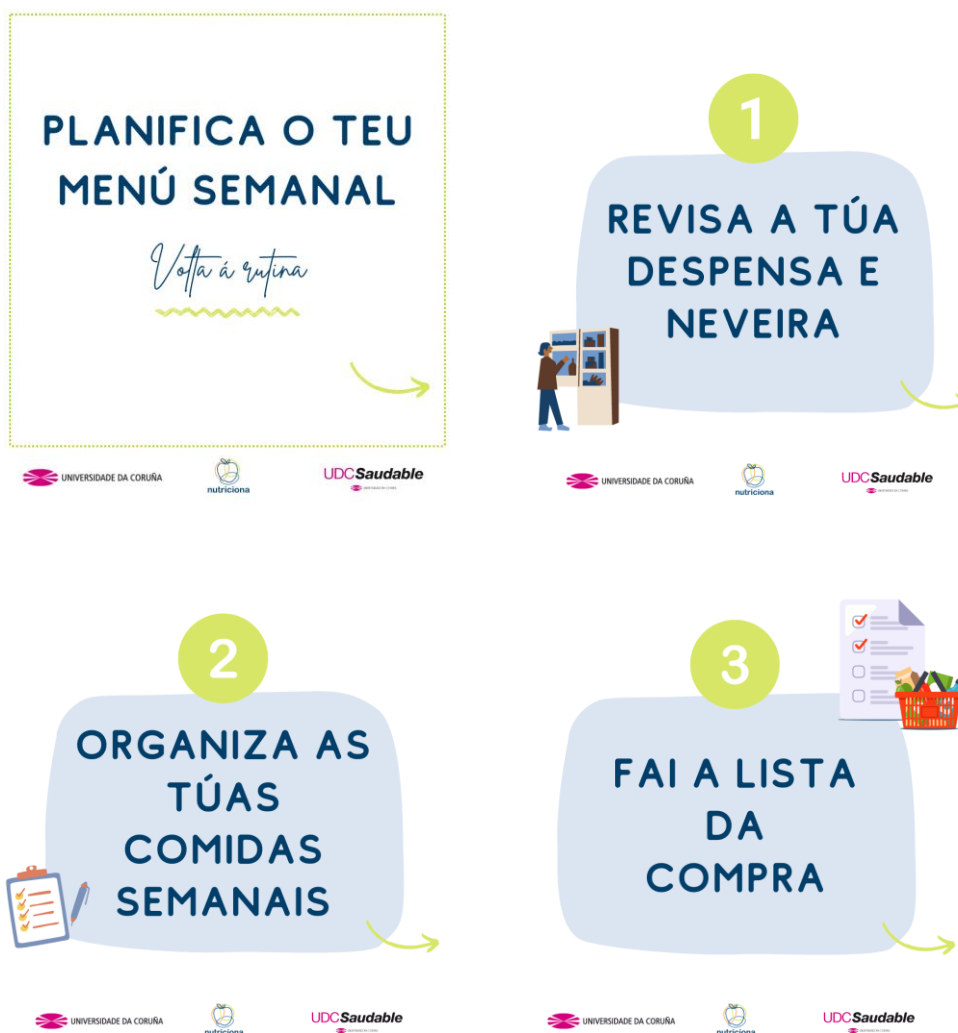 PLANIFICA O TEU
MENÚ SEMANAL
Volta á rutina
UNIVERSIDADE DA CORUÑA
nutriciona
UDCSaudable
1
REVISA A TÚA
DESPENSA E
NEVEIRA
UNIVERSIDADE DA CORUÑA
nutriciona
UDCSaudable
2
ORGANIZA AS
TÚAS
COMIDAS
SEMANAIS
UNIVERSIDADE DA CORUÑA
nutriciona
UDCSaudable
3
FAI A LISTA
DA
COMPRA
UNIVERSIDADE DA CORUÑA
nutriciona
UDCSaudable